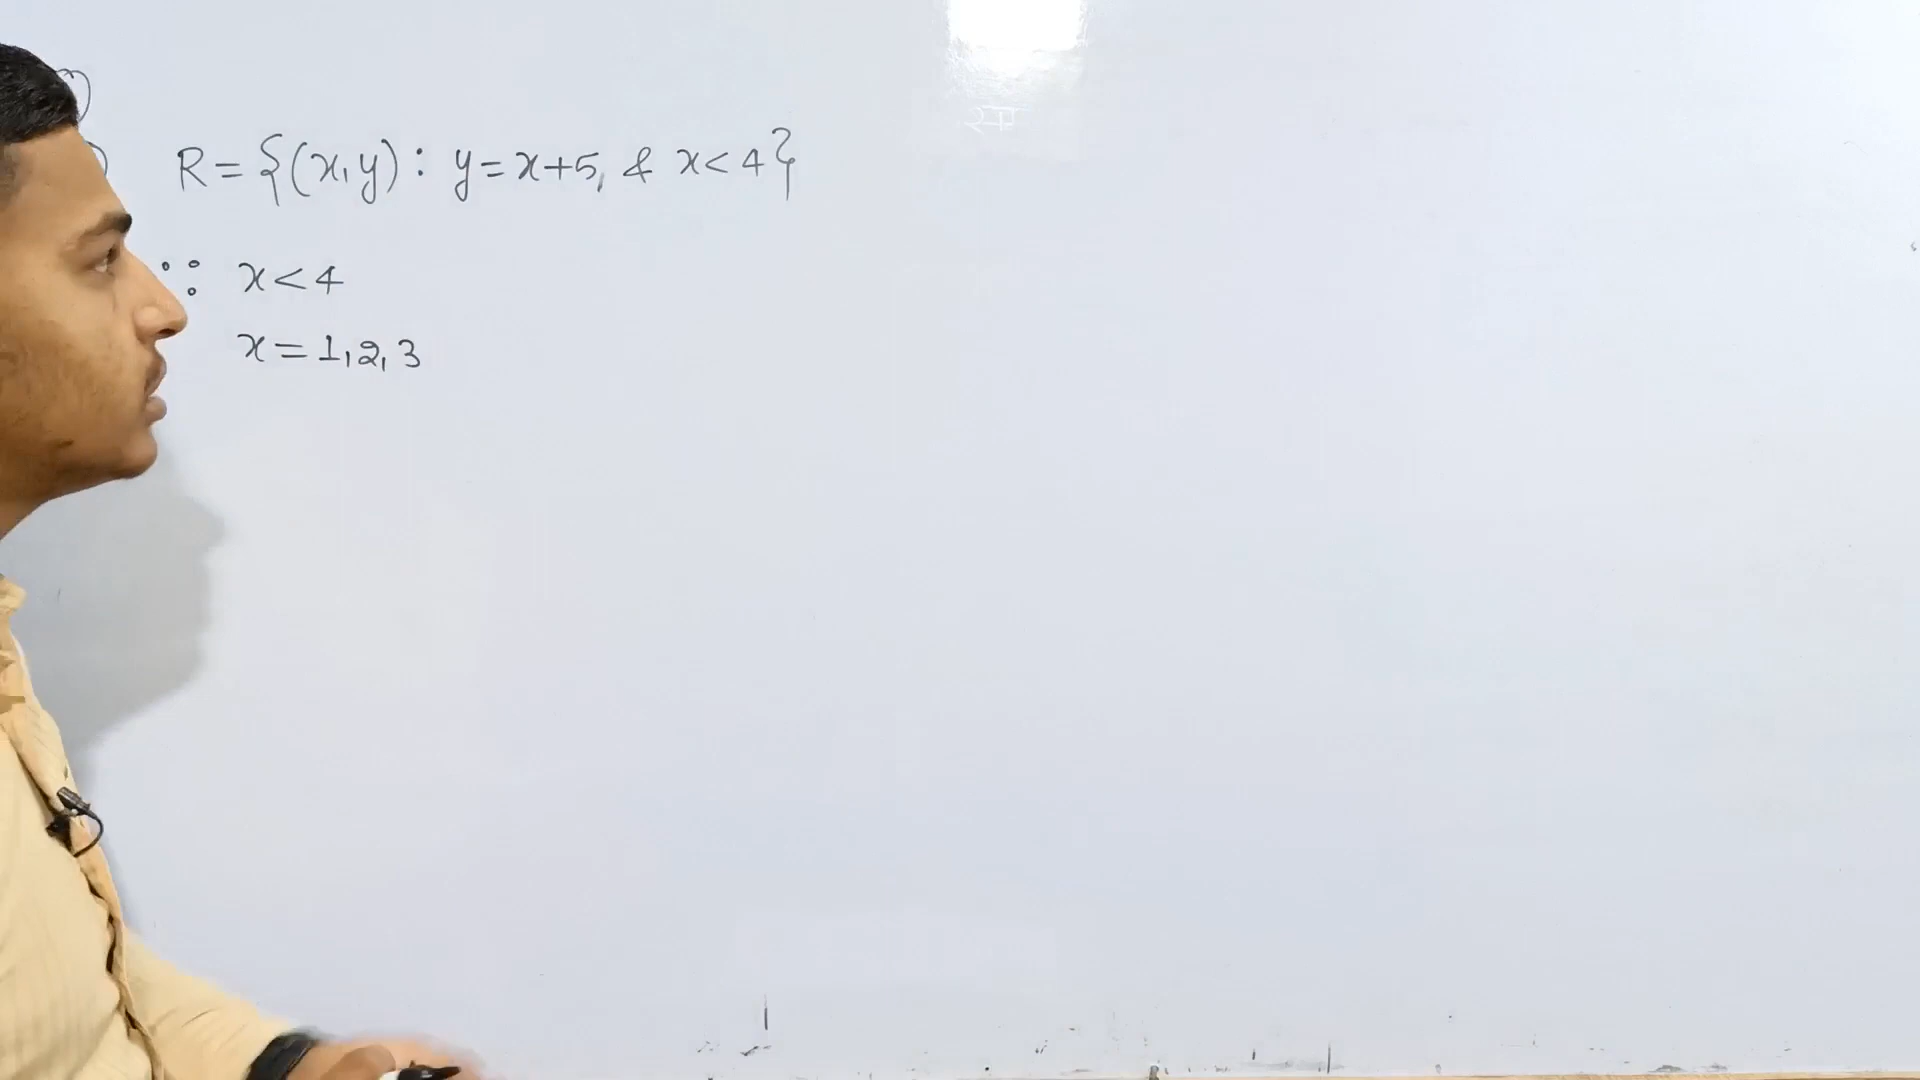 R = {(x, y) : y = x+5, & x < 4}
∵ x < 4
x = 1, 2, 3